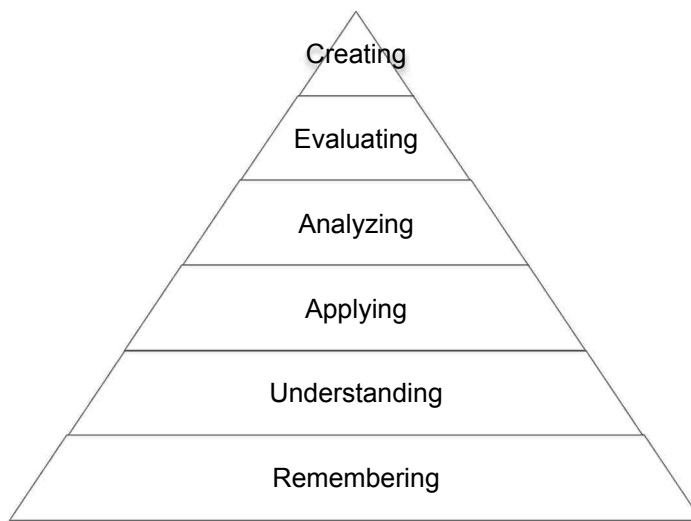 Creating
Evaluating
Analyzing
Applying
Understanding
Remembering